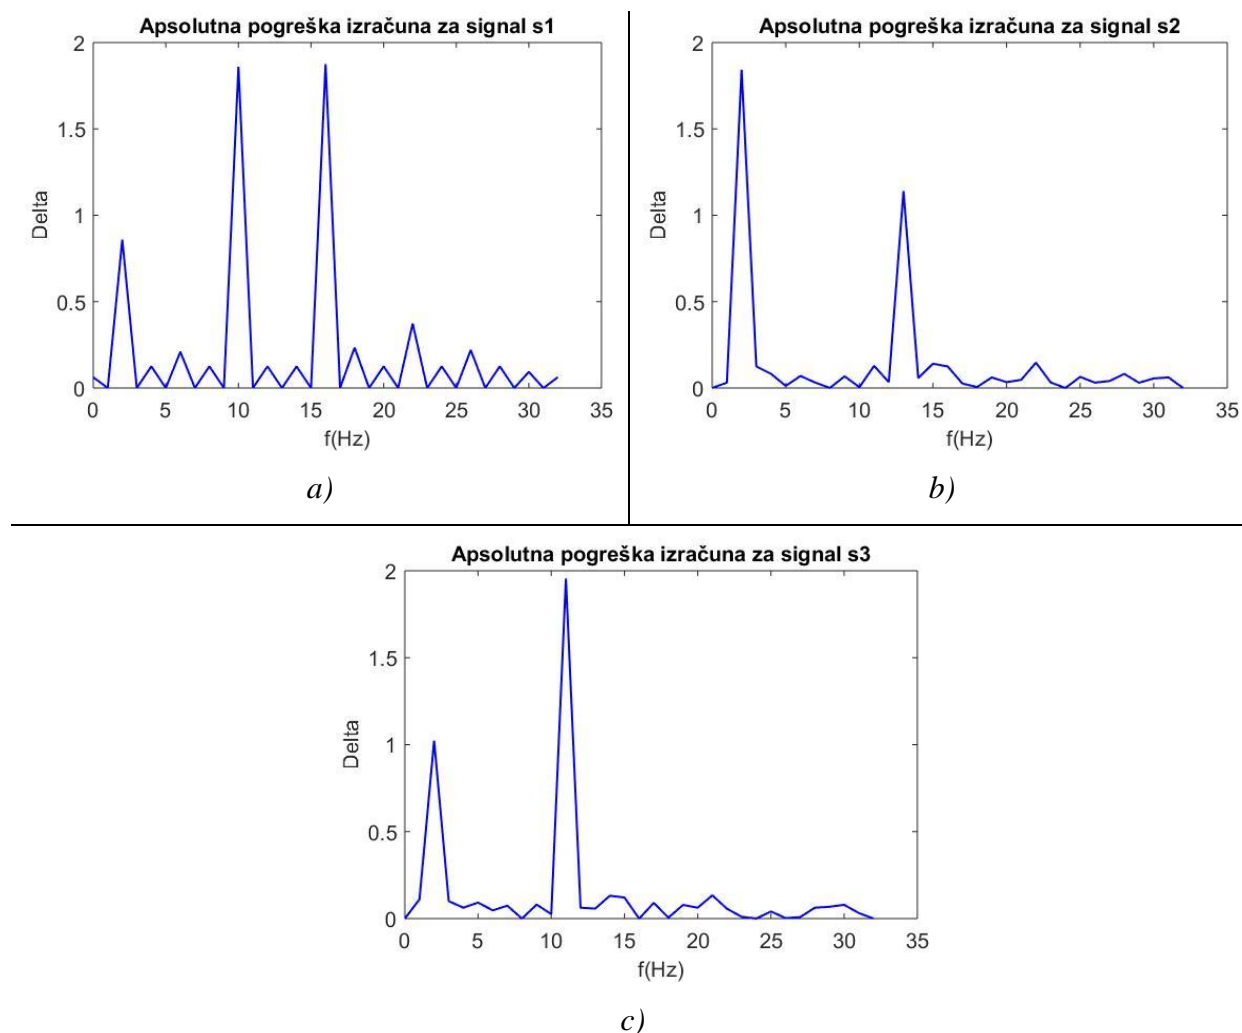 Apsolutna pogreška izračuna za signal s1
2
1.5
1
0.5
0
Delta
0 5 10 15 20 25 30 35
f(Hz)
a)
Apsolutna pogreška izračuna za signal s2
2
1.5
1
0.5
0
Delta
0 5 10 15 20 25 30 35
f(Hz)
b)
Apsolutna pogreška izračuna za signal s3
2
1.5
1
0.5
0
Delta
0 5 10 15 20 25 30 35
f(Hz)
c)